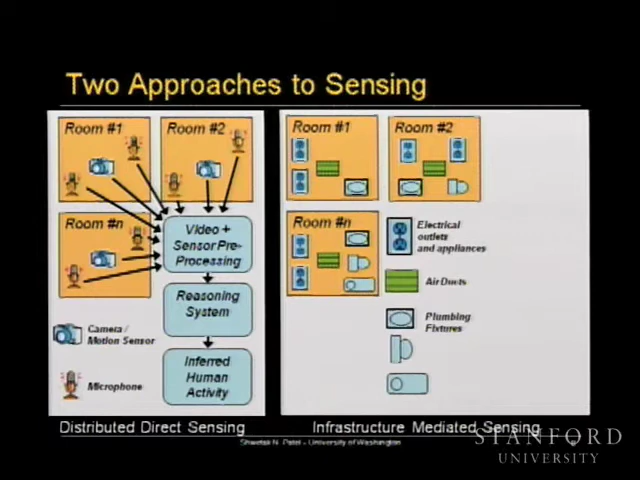 Two Approaches to Sensing
Room #1
Room #2
Room #n
Video +
Sensor Pre-
Processing
Reasoning
System
Inferred
Human
Activity
Camera /
Motion Sensor
Microphone
Distributed Direct Sensing
Room #1
Room #2
Room #n
Electrical
outlets
and appliances
Air Ducts
Plumbing
Fixtures
Infrastructure Mediated Sensing
Shwetak N. Patel - University of Washington
STANFORD
UNIVERSITY